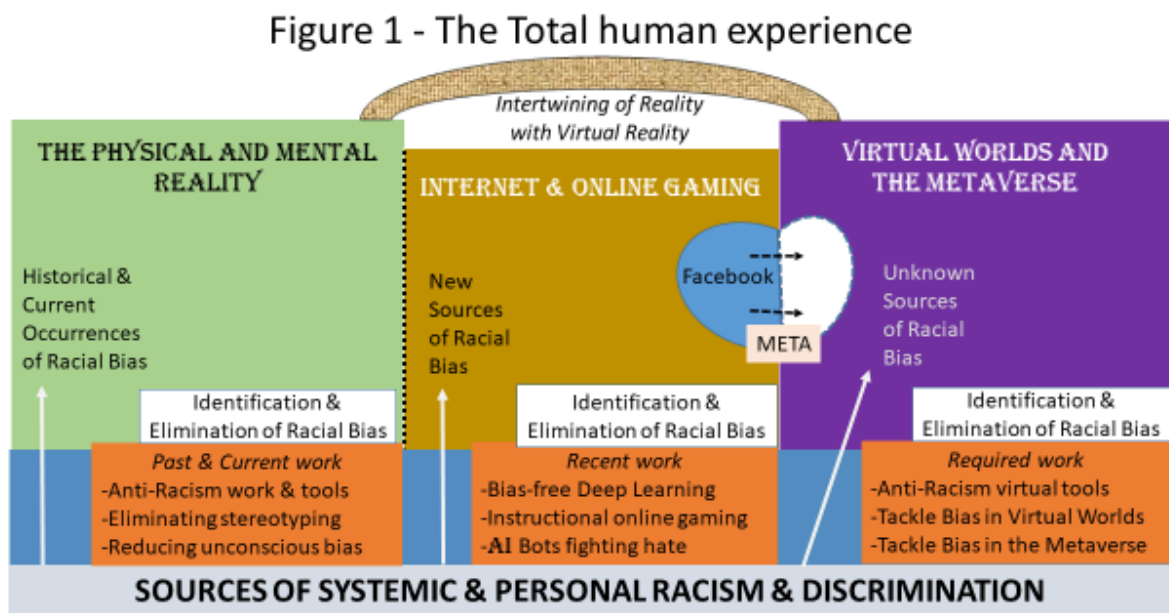 Figure 1 - The Total human experience
Intertwining of Reality
with Virtual Reality
THE PHYSICAL AND MENTAL
REALITY
Historical &
Current
Occurrences
of Racial Bias
Identification &
Elimination of Racial Bias
Past & Current work
-Anti-Racism work & tools
-Eliminating stereotyping
-Reducing unconscious bias
INTERNET & ONLINE GAMING
New
Sources
of Racial
Bias
Facebook
META
Identification &
Elimination of Racial Bias
Recent work
-Bias-free Deep Learning
-Instructional online gaming
-AI Bots fighting hate
VIRTUAL WORLDS AND
THE METAVERSE
Unknown
Sources
of Racial
Bias
Identification &
Elimination of Racial Bias
Required work
-Anti-Racism virtual tools
-Tackle Bias in Virtual Worlds
-Tackle Bias in the Metaverse
SOURCES OF SYSTEMIC & PERSONAL RACISM & DISCRIMINATION